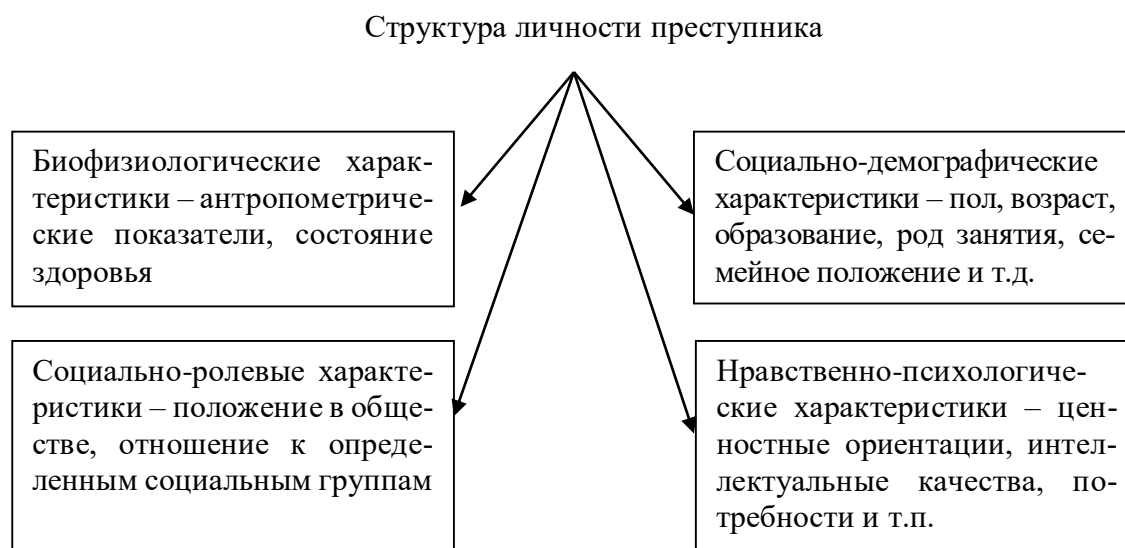 Структура личности преступника
Биофизиологические харак-
теристики – антропометриче-
ские показатели, состояние
здоровья
Социально-демографические
характеристики – пол, возраст,
образование, род занятия, се-
мейное положение и т.д.
Социально-ролевые характе-
ристики – положение в обще-
стве, отношение к опреде-
ленным социальным группам
Нравственно-психологиче-
ские характеристики – цен-
ностные ориентации, интел-
лектуальные качества, по-
требности и т.п.